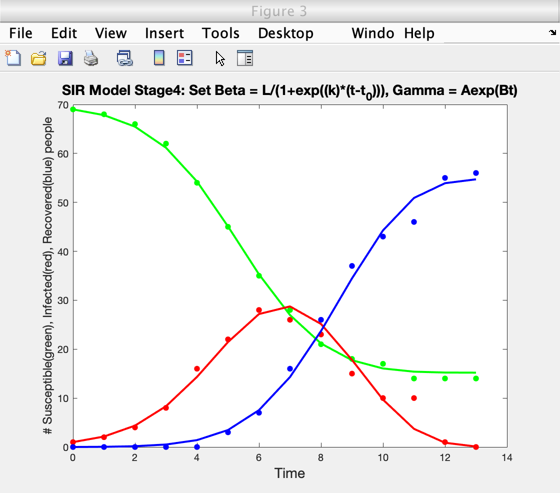 Figure 3
File Edit View Insert Tools Desktop Windo Help
SIR Model Stage4: Set Beta = L/(1+exp((k)*(t-t0))), Gamma = Aexp(Bt)
# Susceptible(green), Infected(red), Recovered(blue) people
70
60
50
40
30
20
10
0
0 2 4 6 8 10 12 14
Time